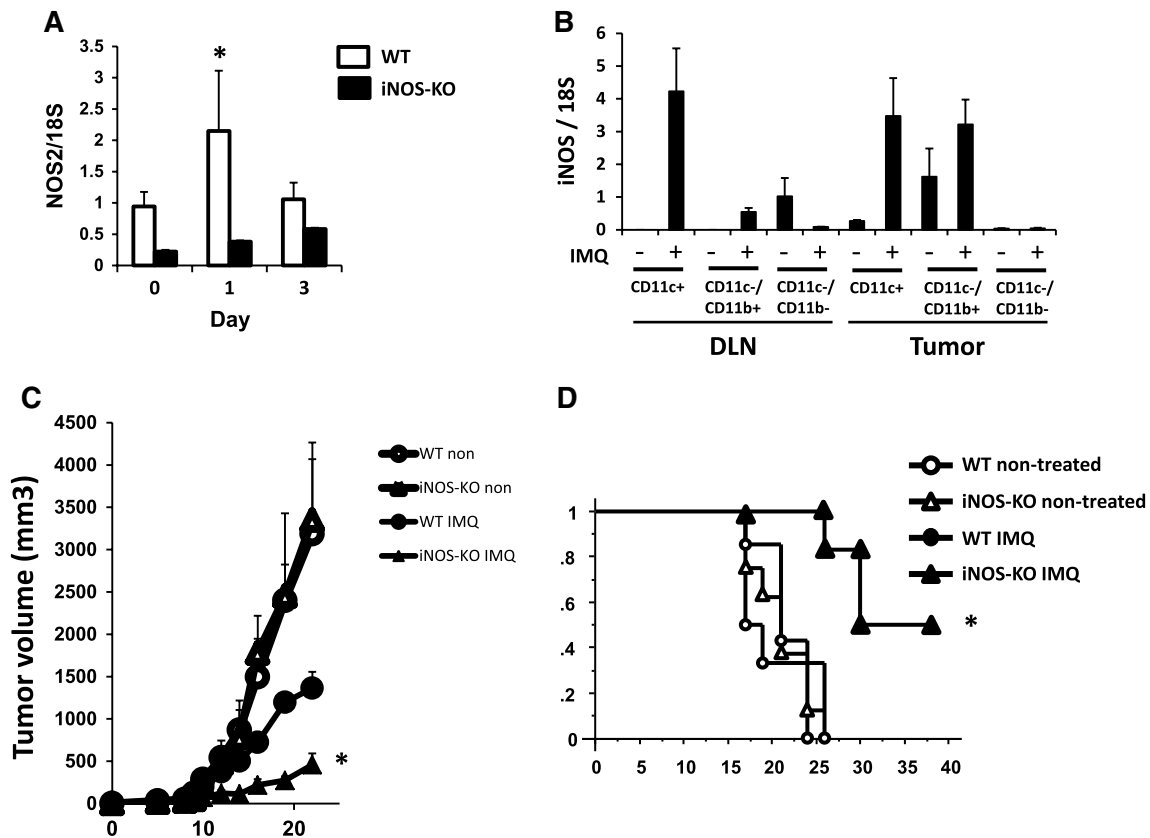 A
3.5
3
2.5
2
1.5
1
0.5
0
NOS2/18S
*
WT
iNOS-KO
0 1 3
Day
B
6
5
4
3
2
1
0
iNOS / 18S
IMQ - + - + - + - + - + - +
CD11c+ CD11c-/ CD11c-/ CD11c+ CD11c-/ CD11c-/
CD11b+ CD11b- CD11b+ CD11b-
DLN Tumor
C
4500
4000
3500
3000
2500
2000
1500
1000
500
0
Tumor volume (mm3)
WT non
iNOS-KO non
WT IMQ
iNOS-KO IMQ
*
0 10 20
D
WT non-treated
iNOS-KO non-treated
WT IMQ
iNOS-KO IMQ
1
.8
.6
.4
.2
0
*
0 5 10 15 20 25 30 35 40